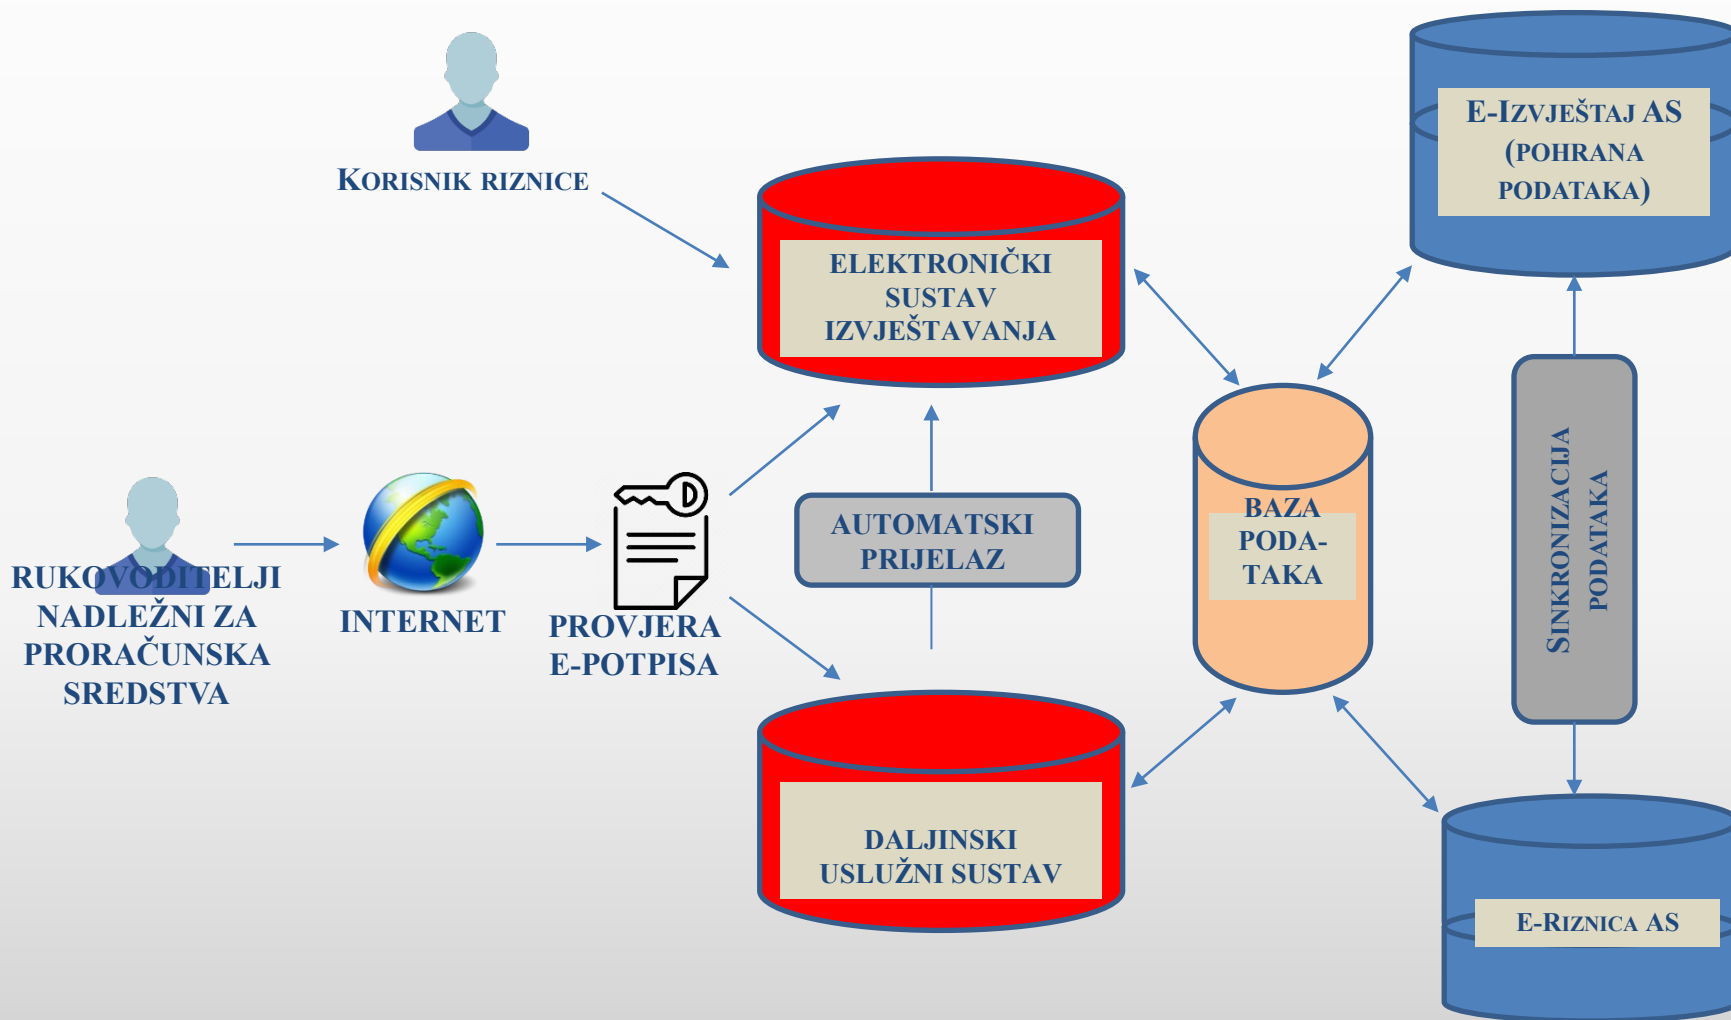 KORISNIK RIZNICE
E-IZVJEŠTAJ AS
(POHRANA
PODATAKA)
ELEKTRONIČKI
SUSTAV
IZVJEŠTAVANJA
RUKOVODITELJI
NADLEŽNI ZA
PRORAČUNSKA
SREDSTVA
INTERNET
PROVJERA
E-POTPISA
AUTOMATSKI
PRIJELAZ
BAZA
PODA-
TAKA
SINKRONIZACIJA
PODATAKA
DALJINSKI
USLUŽNI SUSTAV
E-RIZNICA AS